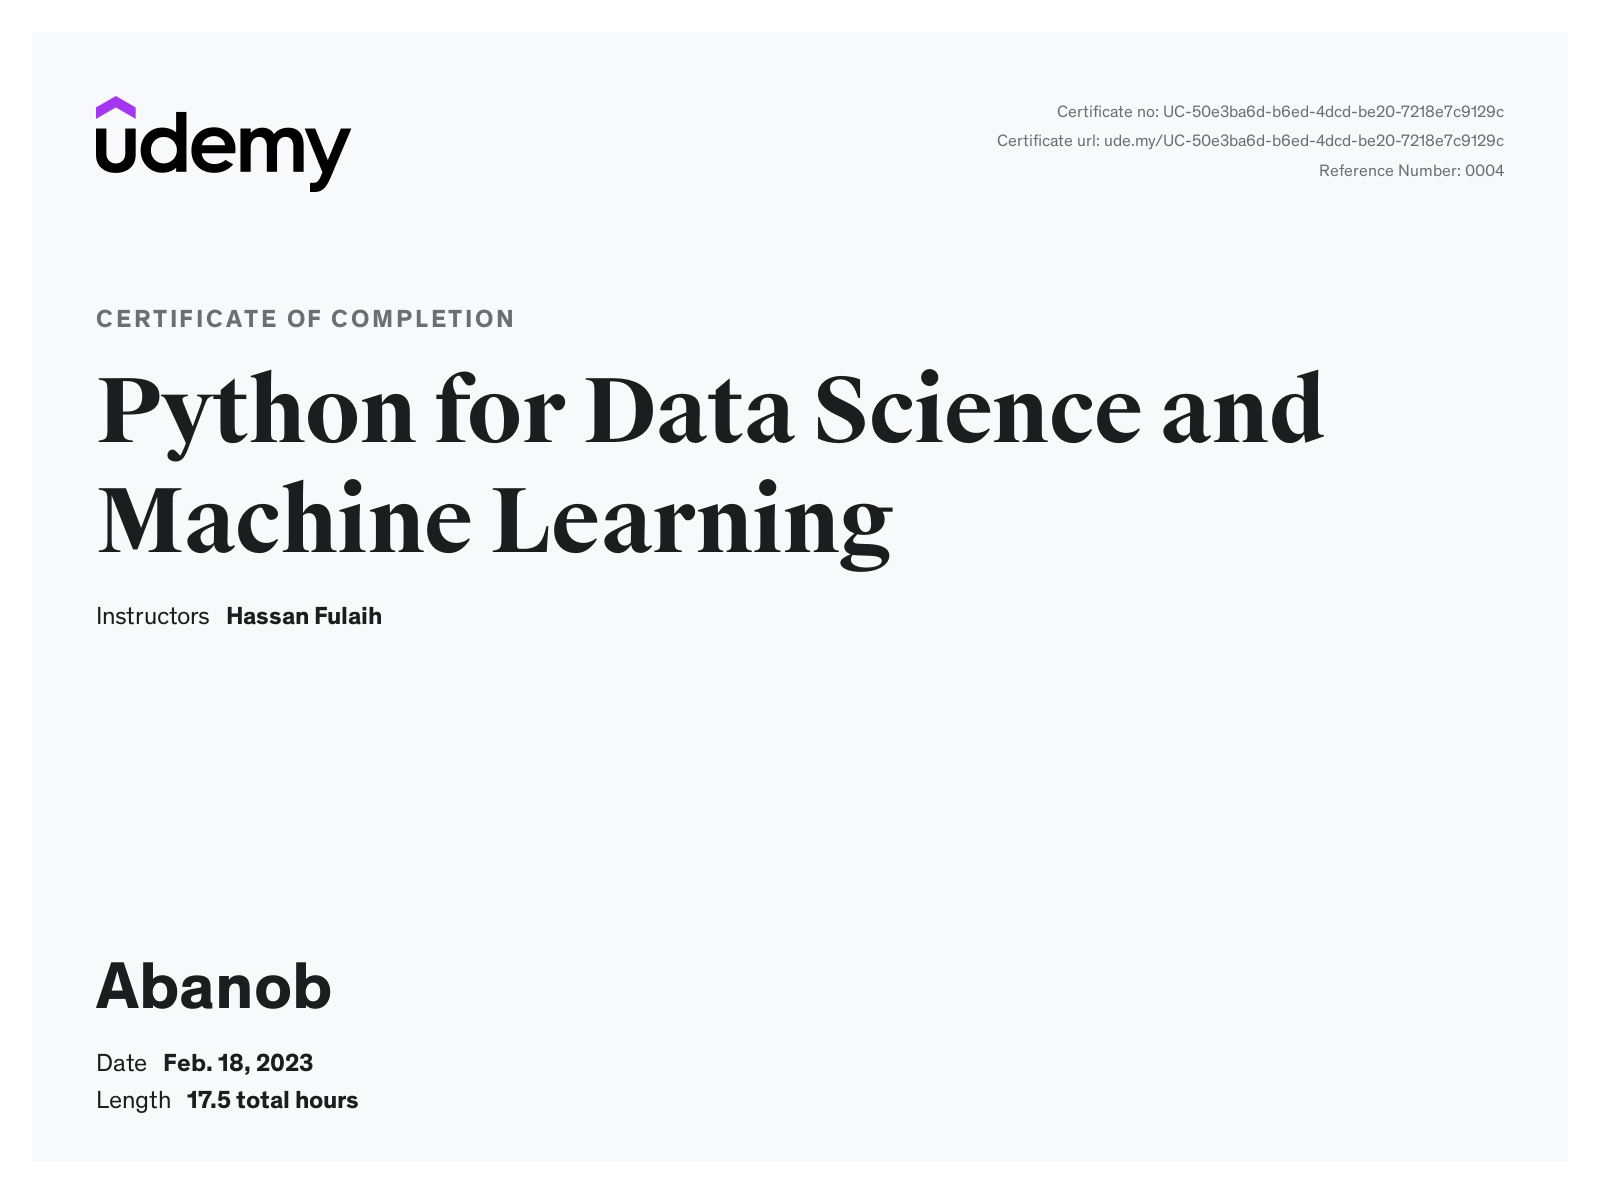 udemy
Certificate no: UC-50e3ba6d-b6ed-4dcd-be20-7218e7c9129c
Certificate url: ude.my/UC-50e3ba6d-b6ed-4dcd-be20-7218e7c9129c
Reference Number: 0004
CERTIFICATE OF COMPLETION
Python for Data Science and
Machine Learning
Instructors Hassan Fulaih
Abanob
Date Feb. 18, 2023
Length 17.5 total hours